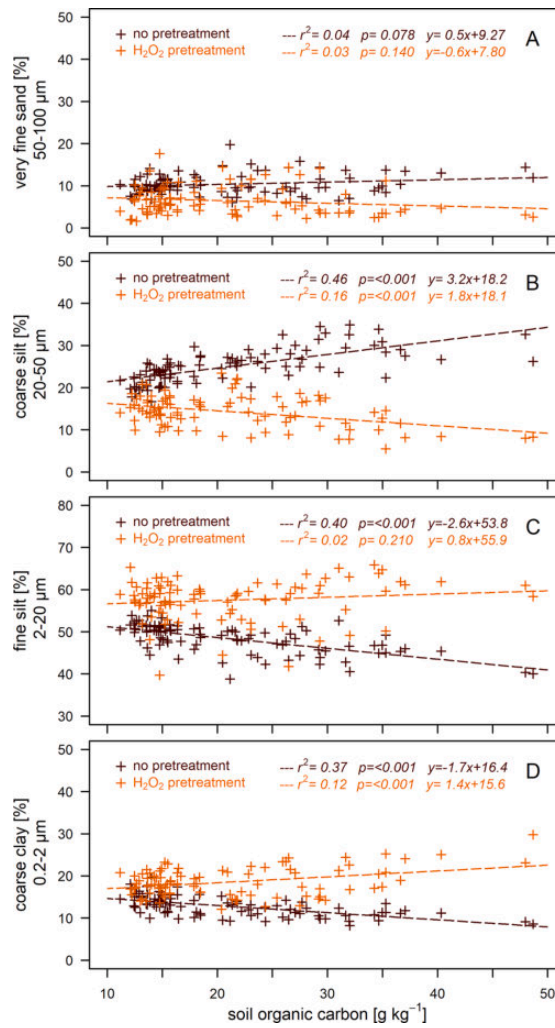 no pretreatment --- r² = 0.04 p= 0.078 y= 0.5x+9.27 A
H₂O₂ pretreatment --- r² = 0.03 p= 0.140 y=-0.6x+7.80
very fine sand [%]
50-100 µm
50
40
30
20
10
0
no pretreatment --- r² = 0.46 p=<0.001 y= 3.2x+18.2 B
H₂O₂ pretreatment --- r² = 0.16 p=<0.001 y= 1.8x+18.1
coarse silt [%]
20-50 µm
50
40
30
20
10
0
no pretreatment --- r² = 0.40 p=<0.001 y=-2.6x+53.8 C
H₂O₂ pretreatment --- r² = 0.02 p= 0.210 y= 0.8x+55.9
fine silt [%]
2-20 µm
80
70
60
50
40
30
no pretreatment --- r² = 0.37 p=<0.001 y=-1.7x+16.4 D
H₂O₂ pretreatment --- r² = 0.12 p=<0.001 y= 1.4x+15.6
coarse clay [%]
0.2-2 µm
50
40
30
20
10
0
10 20 30 40 50
soil organic carbon [g kg⁻¹]